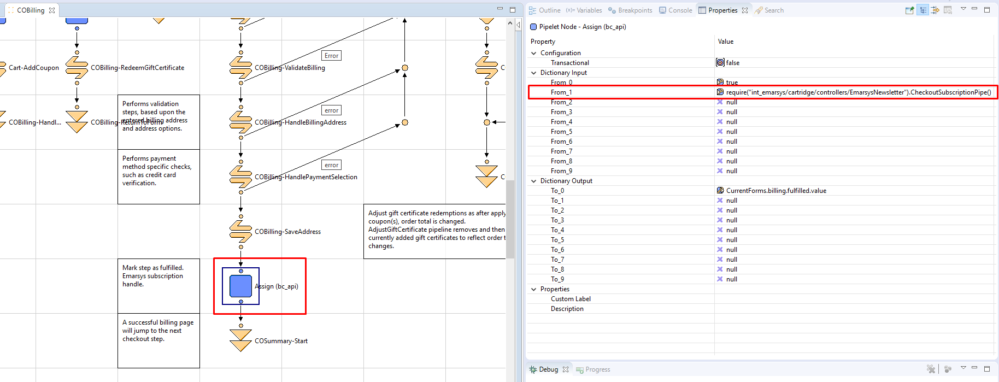 COBilling
Cart-AddCoupon
COBilling-RedeemGiftCertificate
Error
COBilling-ValidateBilling
Performs validation
steps, based upon the
entered billing address
and address options.
COBilling-Handl...
COBilling-ReturnToForm
error
COBilling-HandleBillingAddress
Performs payment
method specific checks,
such as credit card
verification.
error
COBilling-HandlePaymentSelection
Adjust gift certificate redemptions as after apply
coupon(s), order total is changed.
AdjustGiftCertificate pipeline removes and then
currently added gift certificates to reflect order t
changes.
COBilling-SaveAddress
Mark step as fulfilled.
Emarsys subscription
handle.
Assign (bc_api)
A successful billing page
will jump to the next
checkout step.
COSummary-Start
Outline (x)= Variables Breakpoints Console Properties Search
Pipelet Node - Assign (bc_api)
Property Value
Configuration
Transactional false
Dictionary Input
From_0 true
From_1 require("int_emarsys/cartridge/controllers/EmarsysNewsletter").CheckoutSubscriptionPipe()
From_2 null
From_3 null
From_4 null
From_5 null
From_6 null
From_7 null
From_8 null
From_9 null
Dictionary Output
To_0 CurrentForms.billing.fulfilled.value
To_1 null
To_2 null
To_3 null
To_4 null
To_5 null
To_6 null
To_7 null
To_8 null
To_9 null
Properties
Custom Label
Description
Debug Progress